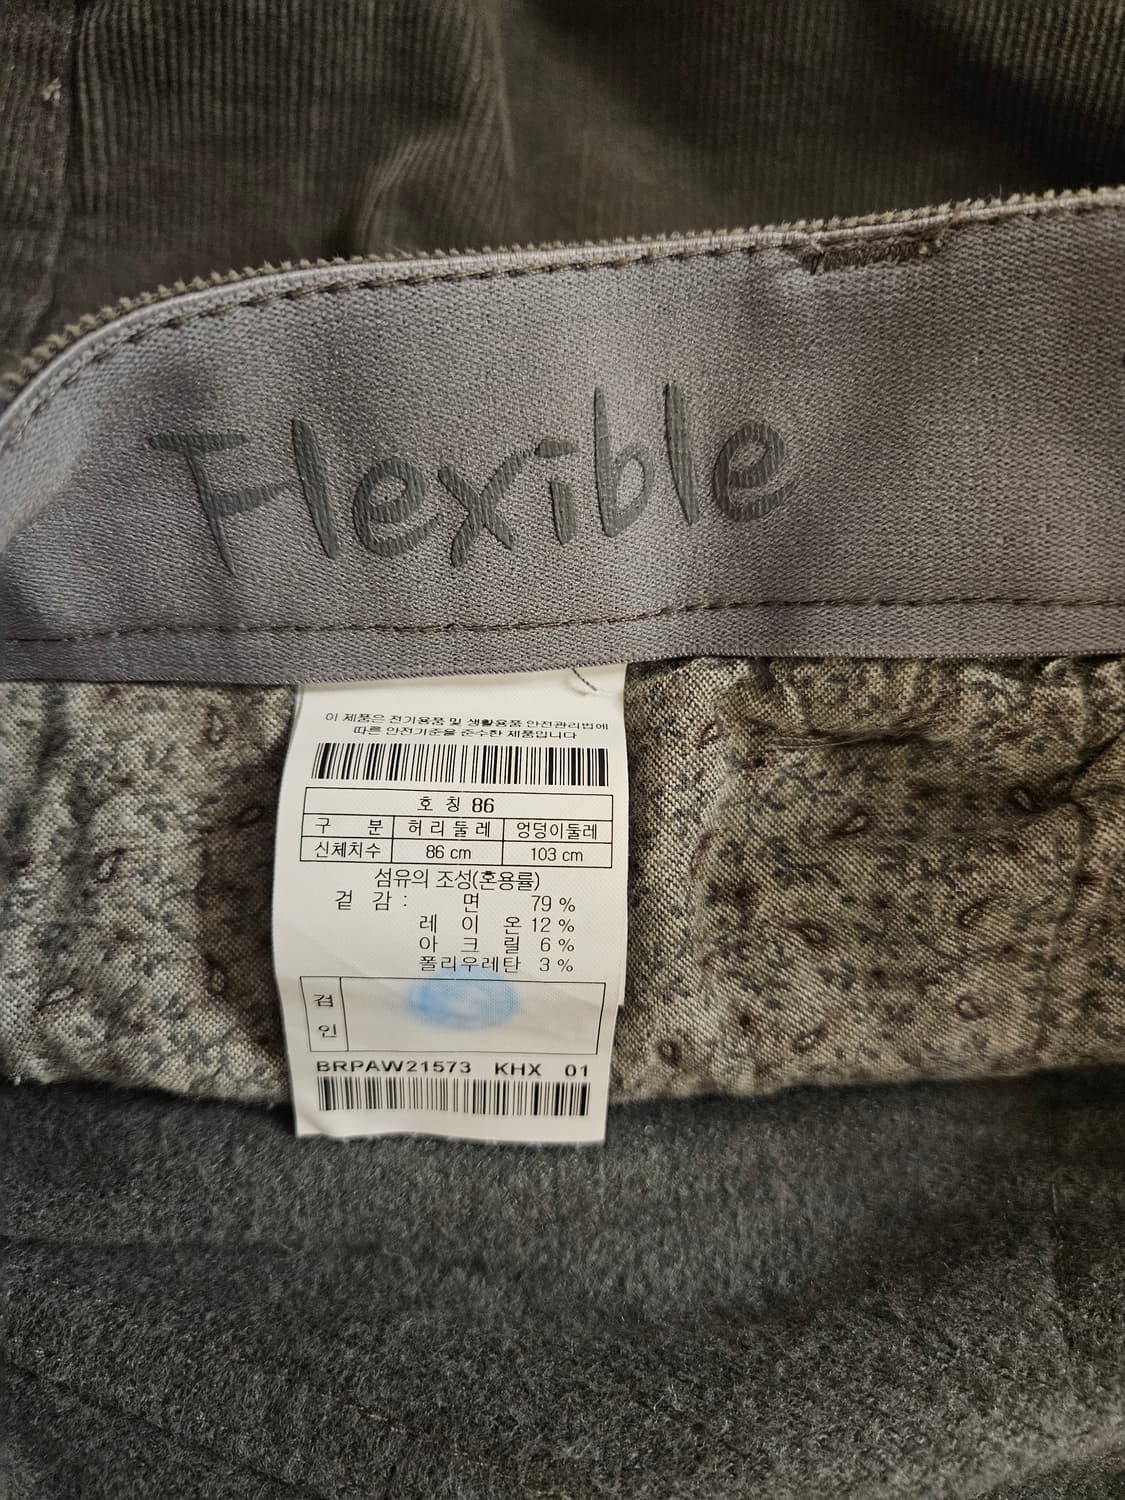 Flexible
이 제품은 전기용품 및 생활용품 안전관리법에
따른 안전기준을 준수한 제품입니다
호 칭 86
구 분 허 리 둘 레 엉덩이둘레
신체치수 86 cm 103 cm
섬유의 조성(혼용률)
겉 감 : 면 79 %
레 이 온 12 %
아 크 릴 6 %
폴리우레탄 3 %
검
인
BRPAW21573 KHX 01